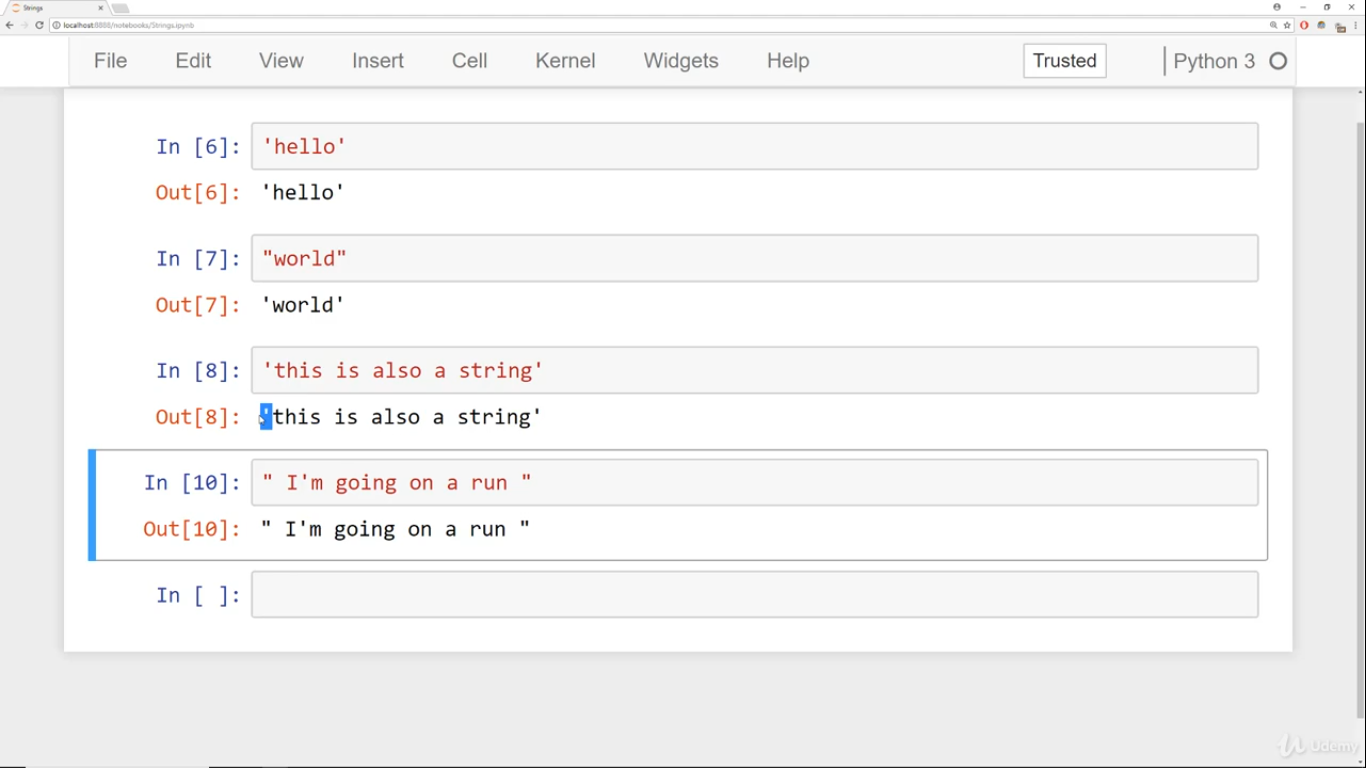 Strings
localhost:8888/notebooks/Strings.ipynb
File Edit View Insert Cell Kernel Widgets Help Trusted Python 3
In [6]: 'hello'
Out[6]: 'hello'
In [7]: "world"
Out[7]: 'world'
In [8]: 'this is also a string'
Out[8]: 'this is also a string'
In [10]: " I'm going on a run "
Out[10]: " I'm going on a run "
In [ ]:
Udemy